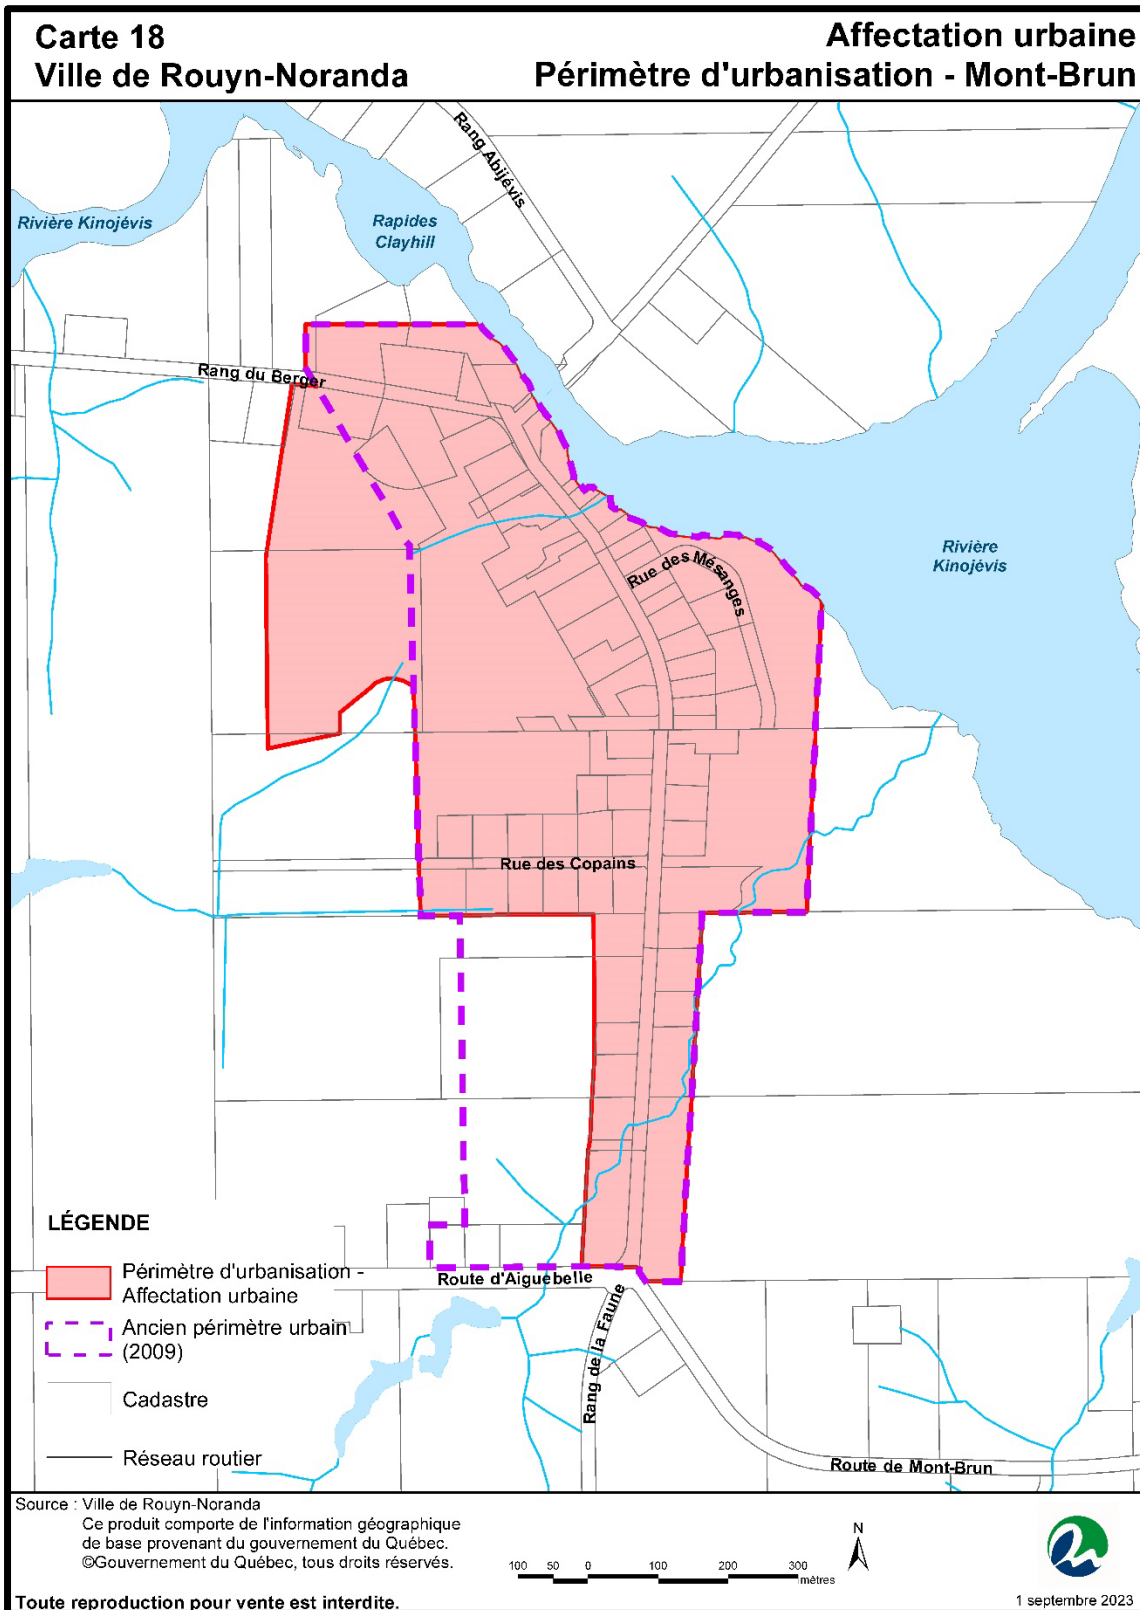 Carte 18
Ville de Rouyn-Noranda
Affectation urbaine
Périmètre d'urbanisation - Mont-Brun
Rang Abijévis
Rivière Kinojévis
Rapides
Clayhill
Rang du Berger
Rivière
Kinojévis
Rue des Mésanges
Rue des Copains
LÉGENDE
Périmètre d'urbanisation -
Affectation urbaine
Ancien périmètre urbain
(2009)
Cadastre
Réseau routier
Route d'Aiguebelle
Rang de la Faune
Route de Mont-Brun
Source : Ville de Rouyn-Noranda
Ce produit comporte de l'information géographique
de base provenant du gouvernement du Québec.
©Gouvernement du Québec, tous droits réservés.
Toute reproduction pour vente est interdite.
100 50 0 100 200 300
mètres
N
1 septembre 2023